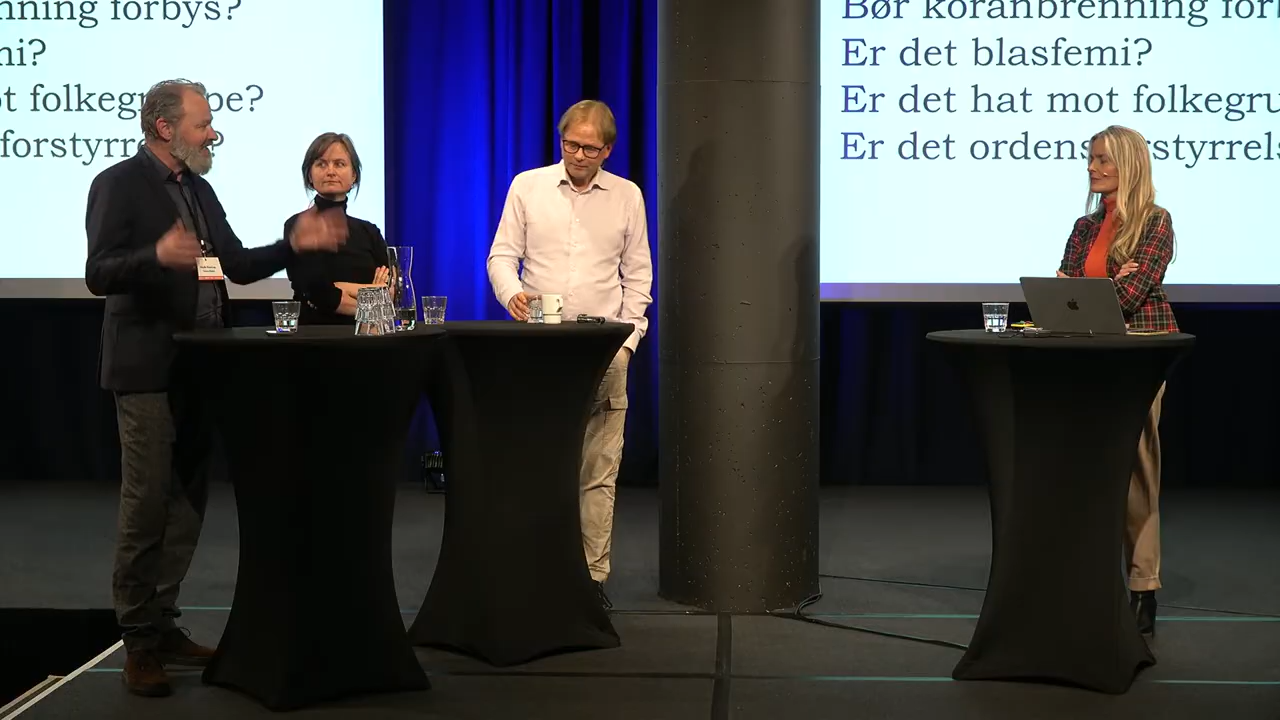 nning forbys?
mi?
ot folkegruppe?
forstyrre ?
Bør koranbrenning forb
Er det blasfemi?
Er det hat mot folkegru
Er det ordensforstyrrels